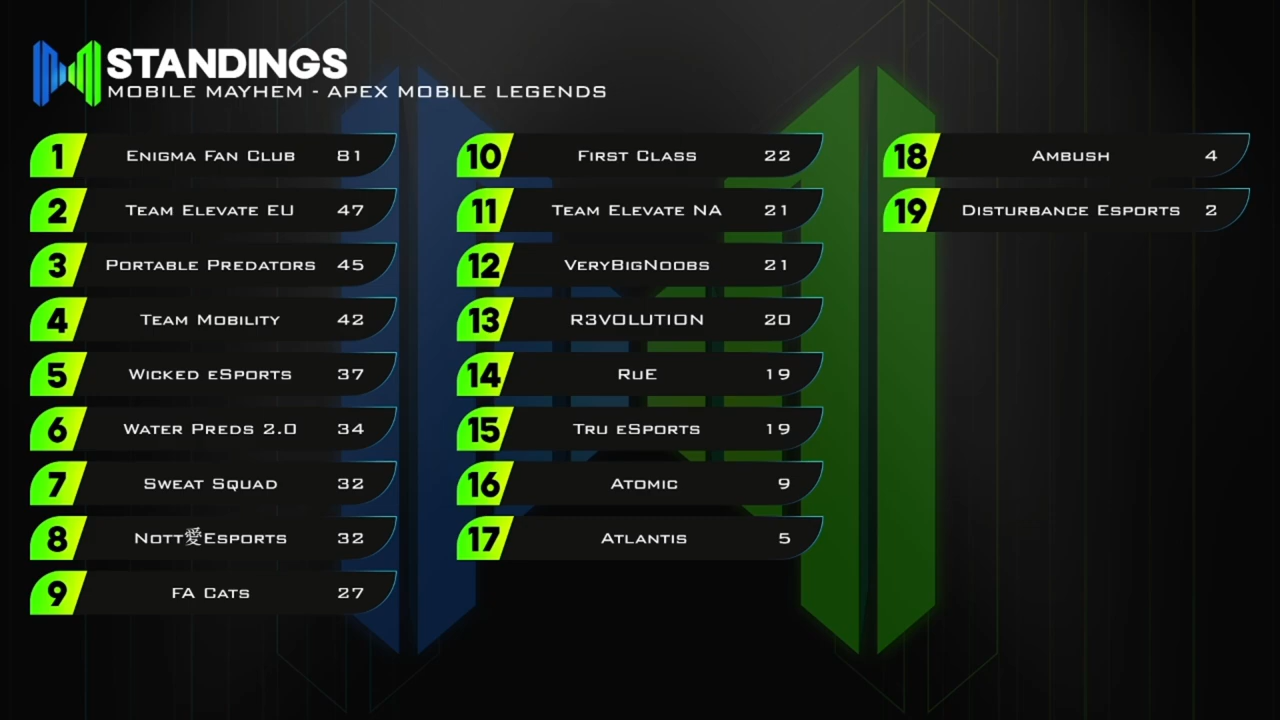 STANDINGS
MOBILE MAYHEM - APEX MOBILE LEGENDS
1 ENIGMA FAN CLUB 81
2 TEAM ELEVATE EU 47
3 PORTABLE PREDATORS 45
4 TEAM MOBILITY 42
5 WICKED ESPORTS 37
6 WATER PREDS 2.0 34
7 SWEAT SQUAD 32
8 NOTT愛ESPORTS 32
9 FA CATS 27
10 FIRST CLASS 22
11 TEAM ELEVATE NA 21
12 VERYBIGNOOBS 21
13 R3VOLUTION 20
14 RUE 19
15 TRU ESPORTS 19
16 ATOMIC 9
17 ATLANTIS 5
18 AMBUSH 4
19 DISTURBANCE ESPORTS 2